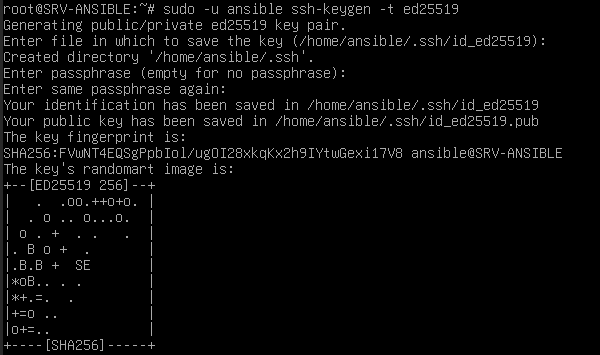 root@SRV-ANSIBLE:~# sudo -u ansible ssh-keygen -t ed25519
Generating public/private ed25519 key pair.
Enter file in which to save the key (/home/ansible/.ssh/id_ed25519):
Created directory '/home/ansible/.ssh'.
Enter passphrase (empty for no passphrase):
Enter same passphrase again:
Your identification has been saved in /home/ansible/.ssh/id_ed25519
Your public key has been saved in /home/ansible/.ssh/id_ed25519.pub
The key fingerprint is:
SHA256:FVwNT4EQSgPpbIol/ugOI28xkqKx2h9IYtwGexi17V8 ansible@SRV-ANSIBLE
The key's randomart image is:
+--[ED25519 256]--+
|   .  .oo.++o+o. |
|  . o .. o...o.  |
| o . +  . .   .  |
|. B o +  .       |
|.B.B +  SE       |
|*oB.. . .        |
|*+.=.  .         |
|+=o ..           |
|o+=..            |
+----[SHA256]-----+